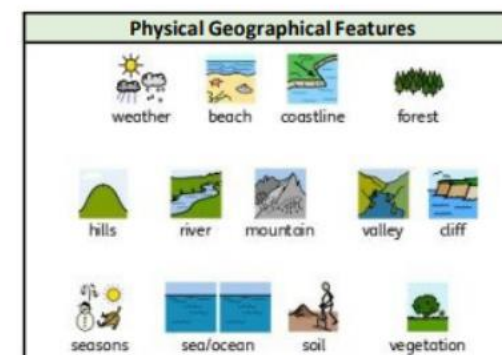 Physical Geographical Features
weather beach coastline forest
hills river mountain valley cliff
seasons sea/ocean soil vegetation